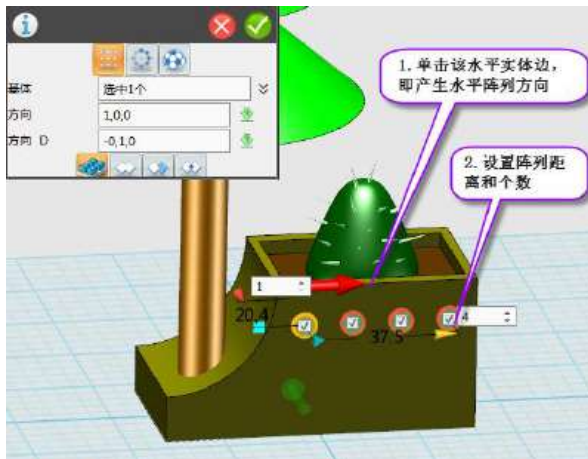 基体
选中1个
方向
1,0,0
方向 D
-0,1,0
1. 单击该水平实体边,
即产生水平阵列方向
2. 设置阵列距
离和个数
1
20.4
37.5
4